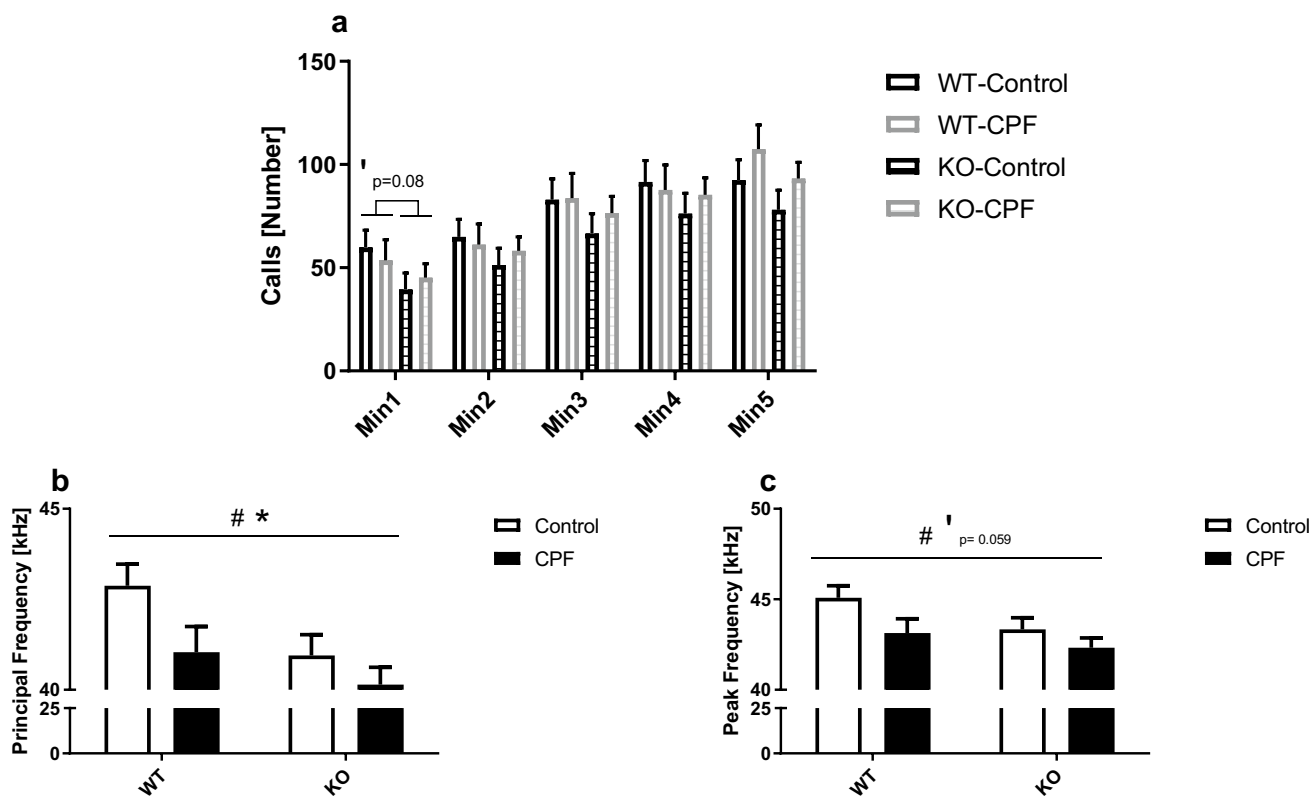 a
150
100
50
0
Calls [Number]
' p=0.08
Min1 Min2 Min3 Min4 Min5
WT-Control
WT-CPF
KO-Control
KO-CPF
b
45
40
25
0
Principal Frequency [kHz]
# *
WT KO
Control
CPF
c
50
45
40
25
0
Peak Frequency [kHz]
# ' p= 0.059
WT KO
Control
CPF